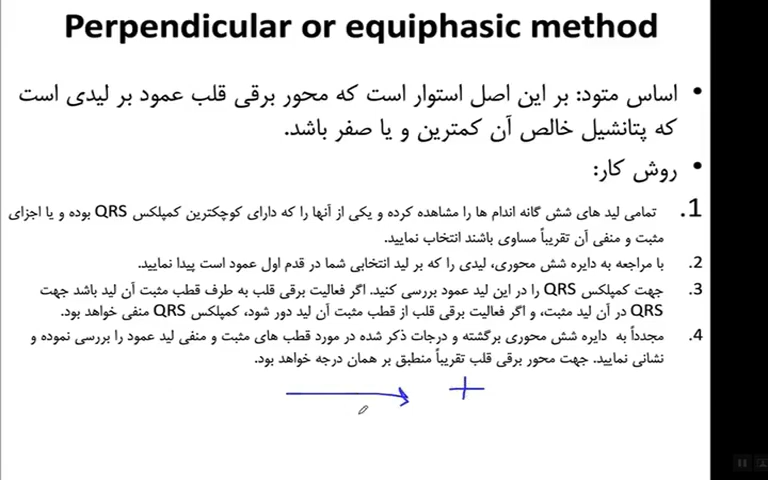 Perpendicular or equiphasic method
• اساس متود: بر این اصل استوار است که محور برقی قلب عمود بر لیدی است
که پتانشیل خالص آن کمترین و یا صفر باشد.
• روش کار:
1. تمامی لید های شش گانه اندام ها را مشاهده کرده و یکی از آنها را که دارای کوچکترین کمپلکس QRS بوده و یا اجزای
مثبت و منفی آن تقریباً مساوی باشند انتخاب نمایید.
2. با مراجعه به دایره شش محوری، لیدی را که بر لید انتخابی شما در قدم اول عمود است پیدا نمایید.
3. جهت کمپلکس QRS را در این لید عمود بررسی کنید. اگر فعالیت برقی قلب به طرف قطب مثبت آن لید باشد جهت
QRS در آن لید مثبت، و اگر فعالیت برقی قلب از قطب مثبت آن لید دور شود، کمپلکس QRS منفی خواهد بود.
4. مجدداً به دایره شش محوری برگشته و درجات ذکر شده در مورد قطب های مثبت و منفی لید عمود را بررسی نموده و
نشانی نمایید. جهت محور برقی قلب تقریباً منطبق بر همان درجه خواهد بود.
+